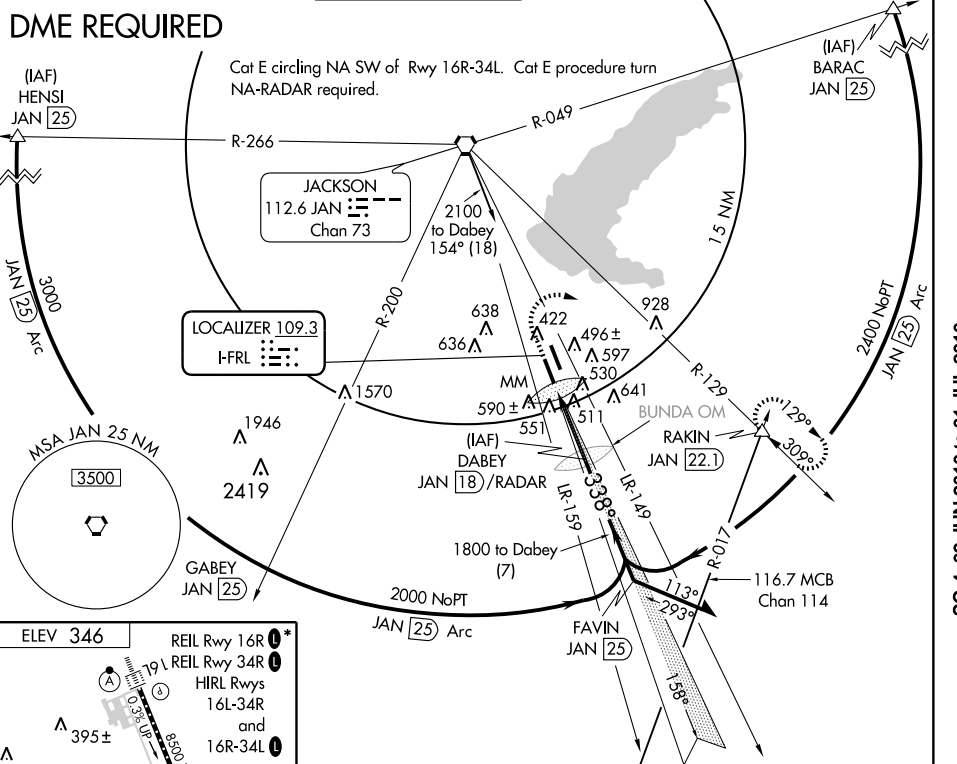 DME REQUIRED
Cat E circling NA SW of Rwy 16R-34L. Cat E procedure turn
NA-RADAR required.
(IAF)
HENSI
JAN 25
(IAF)
BARAC
JAN 25
R-266
R-049
JACKSON
112.6 JAN
Chan 73
2100
to Dabey
154° (18)
15 NM
3000
JAN 25 Arc
R-200
2400 NoPT
JAN 25 Arc
LOCALIZER 109.3
I-FRL
638
636
422
496±
597
928
530
MM
590±
551
511
641
1570
R-129
BUNDA OM
RAKIN
JAN 22.1
129°
309°
1946
2419
(IAF)
DABEY
JAN 18/RADAR
MSA JAN 25 NM
3500
338°
LR-159
LR-149
R-017
1800 to Dabey
(7)
GABEY
JAN 25
2000 NoPT
JAN 25 Arc
113°
293°
116.7 MCB
Chan 114
FAVIN
JAN 25
158°
ELEV 346
REIL Rwy 16R L*
REIL Rwy 34R L
HIRL Rwys
16L-34R
and
16R-34L L
A
16L
P
0.3% UP
8500
395±